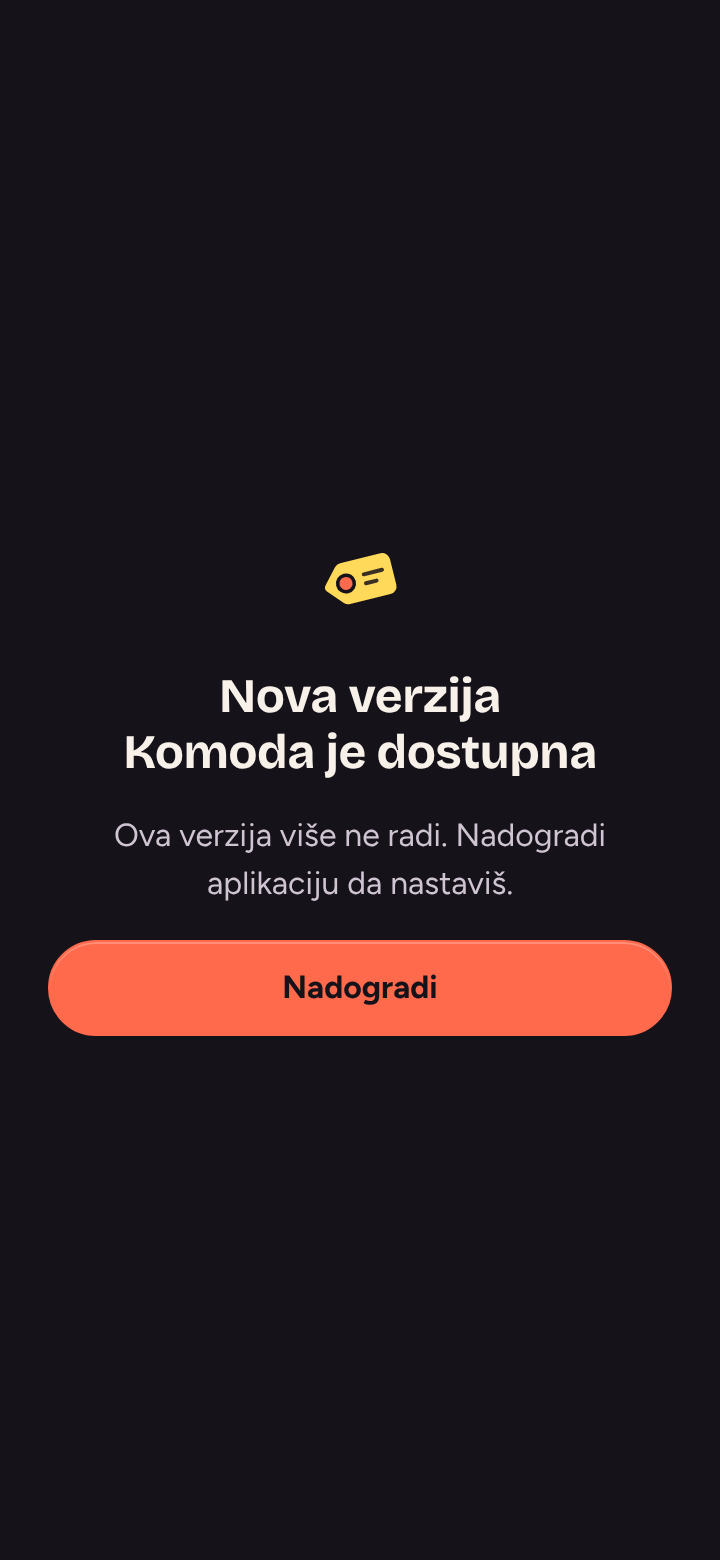 Nova verzija
Komoda je dostupna
Ova verzija više ne radi. Nadogradi
aplikaciju da nastaviš.
Nadogradi